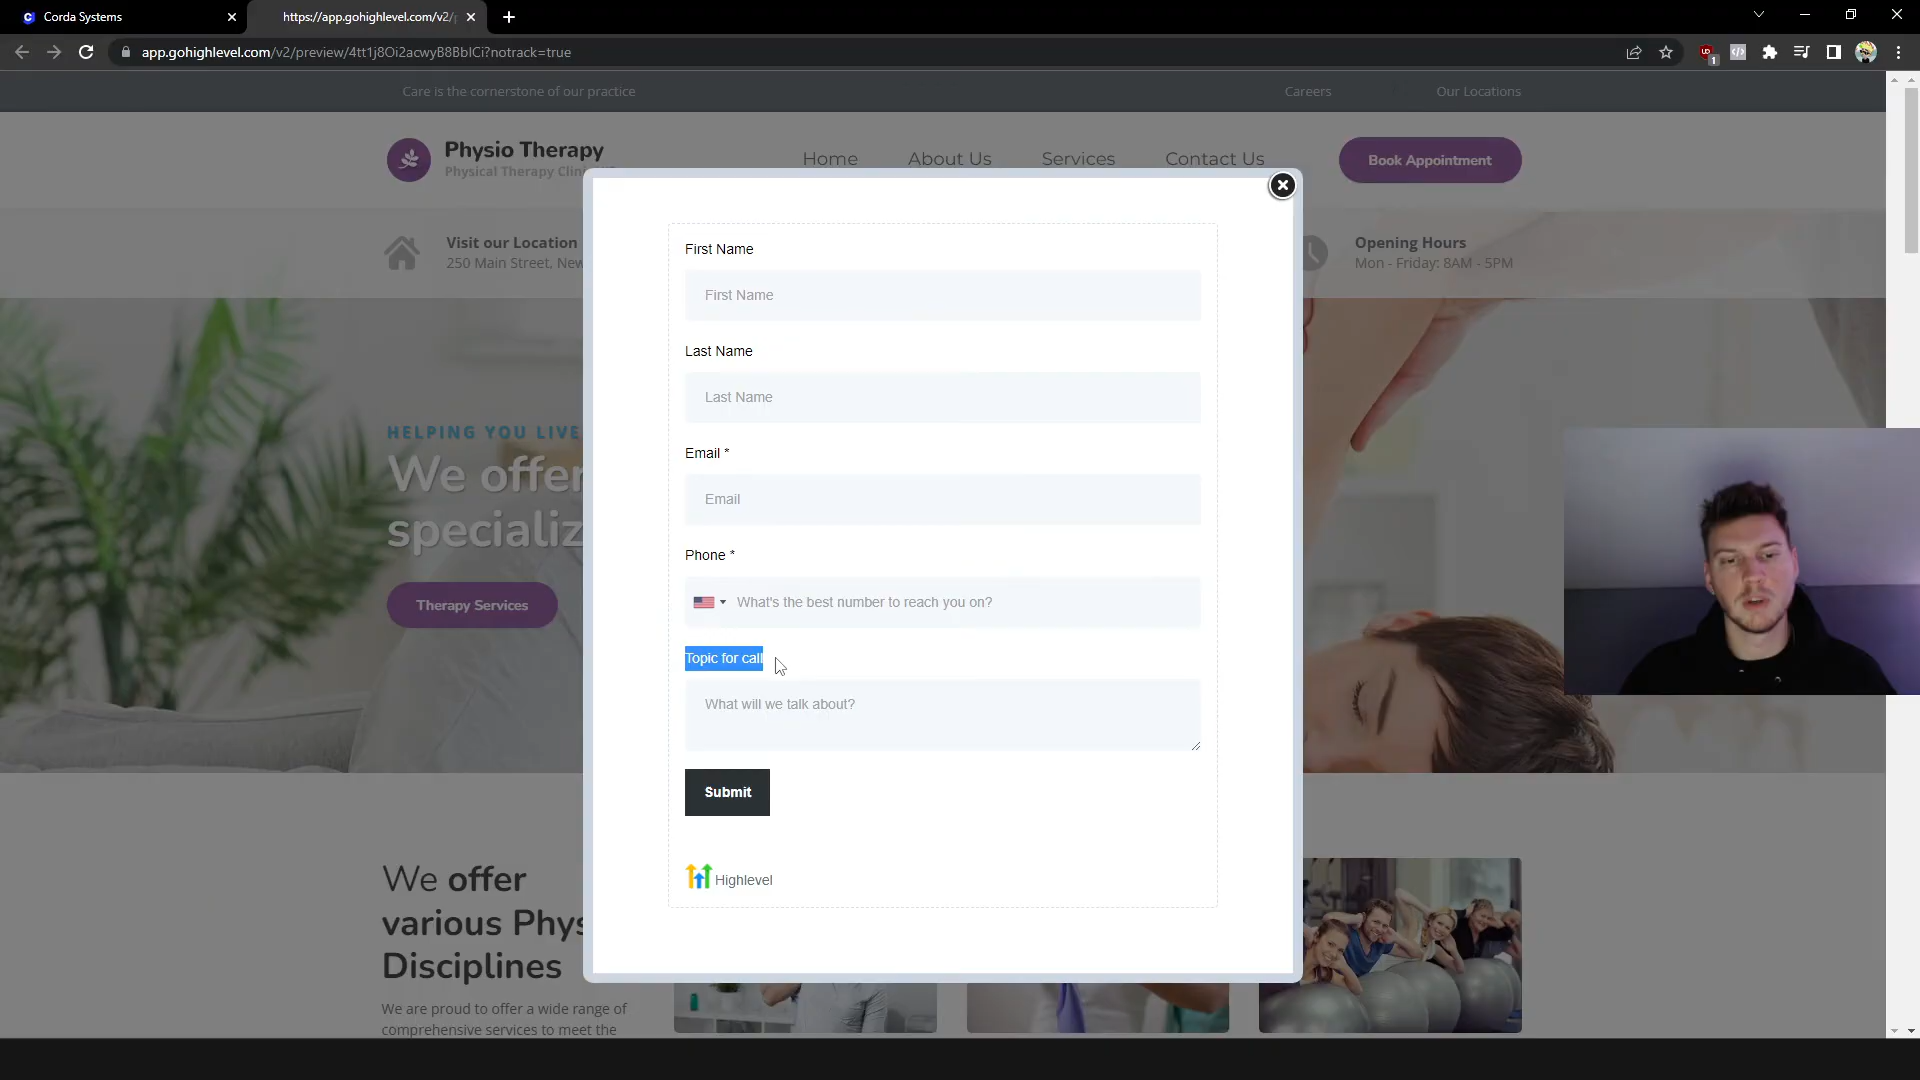 Corda Systems
https://app.gohighlevel.com/v2/p
app.gohighlevel.com/v2/preview/4tt1j8Oi2acwyB8BbICi?notrack=true
1
Care is the cornerstone of our practice
Careers
Our Locations
Physio Therapy
Physical Therapy Clini
Home
About Us
Services
Contact Us
Book Appointment
Visit our Location
250 Main Street, New
Opening Hours
Mon - Friday: 8AM - 5PM
HELPING YOU LIVE
We offer
specializ
Therapy Services
First Name
First Name
Last Name
Last Name
Email *
Email
Phone *
What's the best number to reach you on?
Topic for call
What will we talk about?
Submit
Highlevel
We offer
various Phys
Disciplines
We are proud to offer a wide range of
comprehensive services to meet the